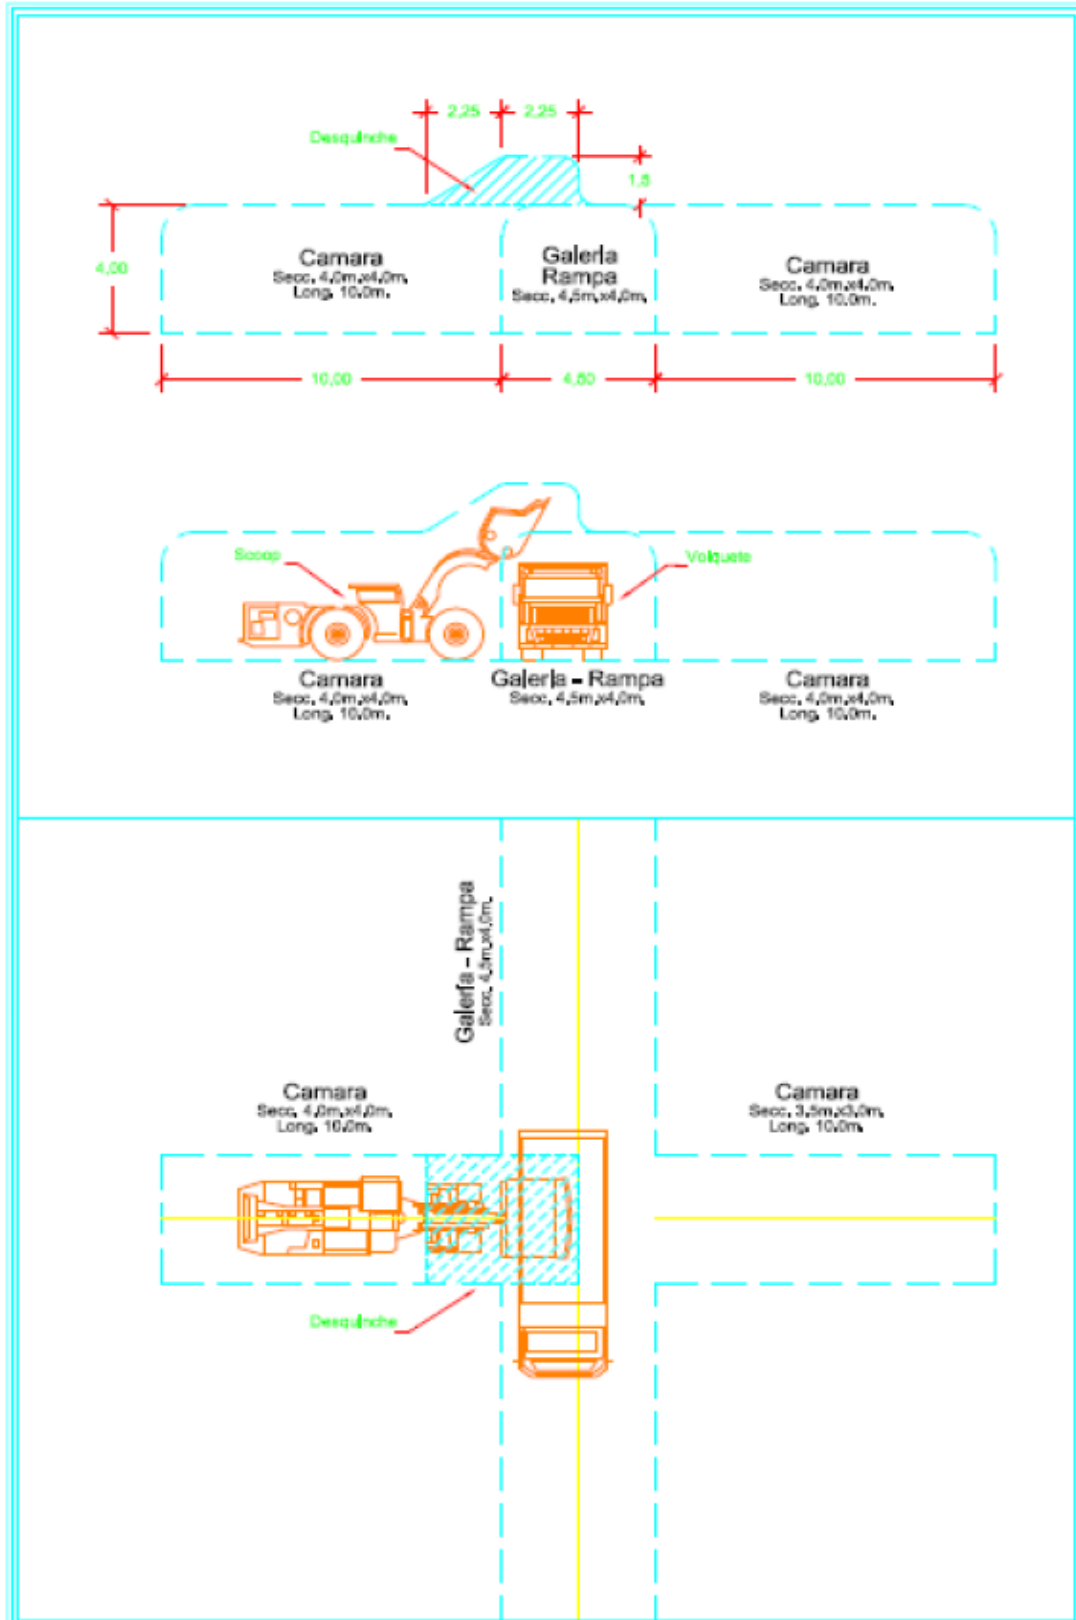 2,25
2,25
Desquinche
1,5
4,00
Camara
Secc. 4,0m.x4,0m.
Long. 10.0m.
Galería
Rampa
Secc. 4,5m.x4,0m.
Camara
Secc. 4,0m.x4,0m.
Long. 10.0m.
10,00
4,50
10,00
Scoop
Volquete
Camara
Secc. 4,0m.x4,0m.
Long. 10.0m.
Galería - Rampa
Secc. 4,5m.x4,0m.
Camara
Secc. 4,0m.x4,0m.
Long. 10.0m.
Galería - Rampa
Secc. 4,5m.x4,0m.
Camara
Secc. 4,0m.x4,0m.
Long. 10.0m.
Camara
Secc. 3,5m.x3,0m.
Long. 10.0m.
Desquinche